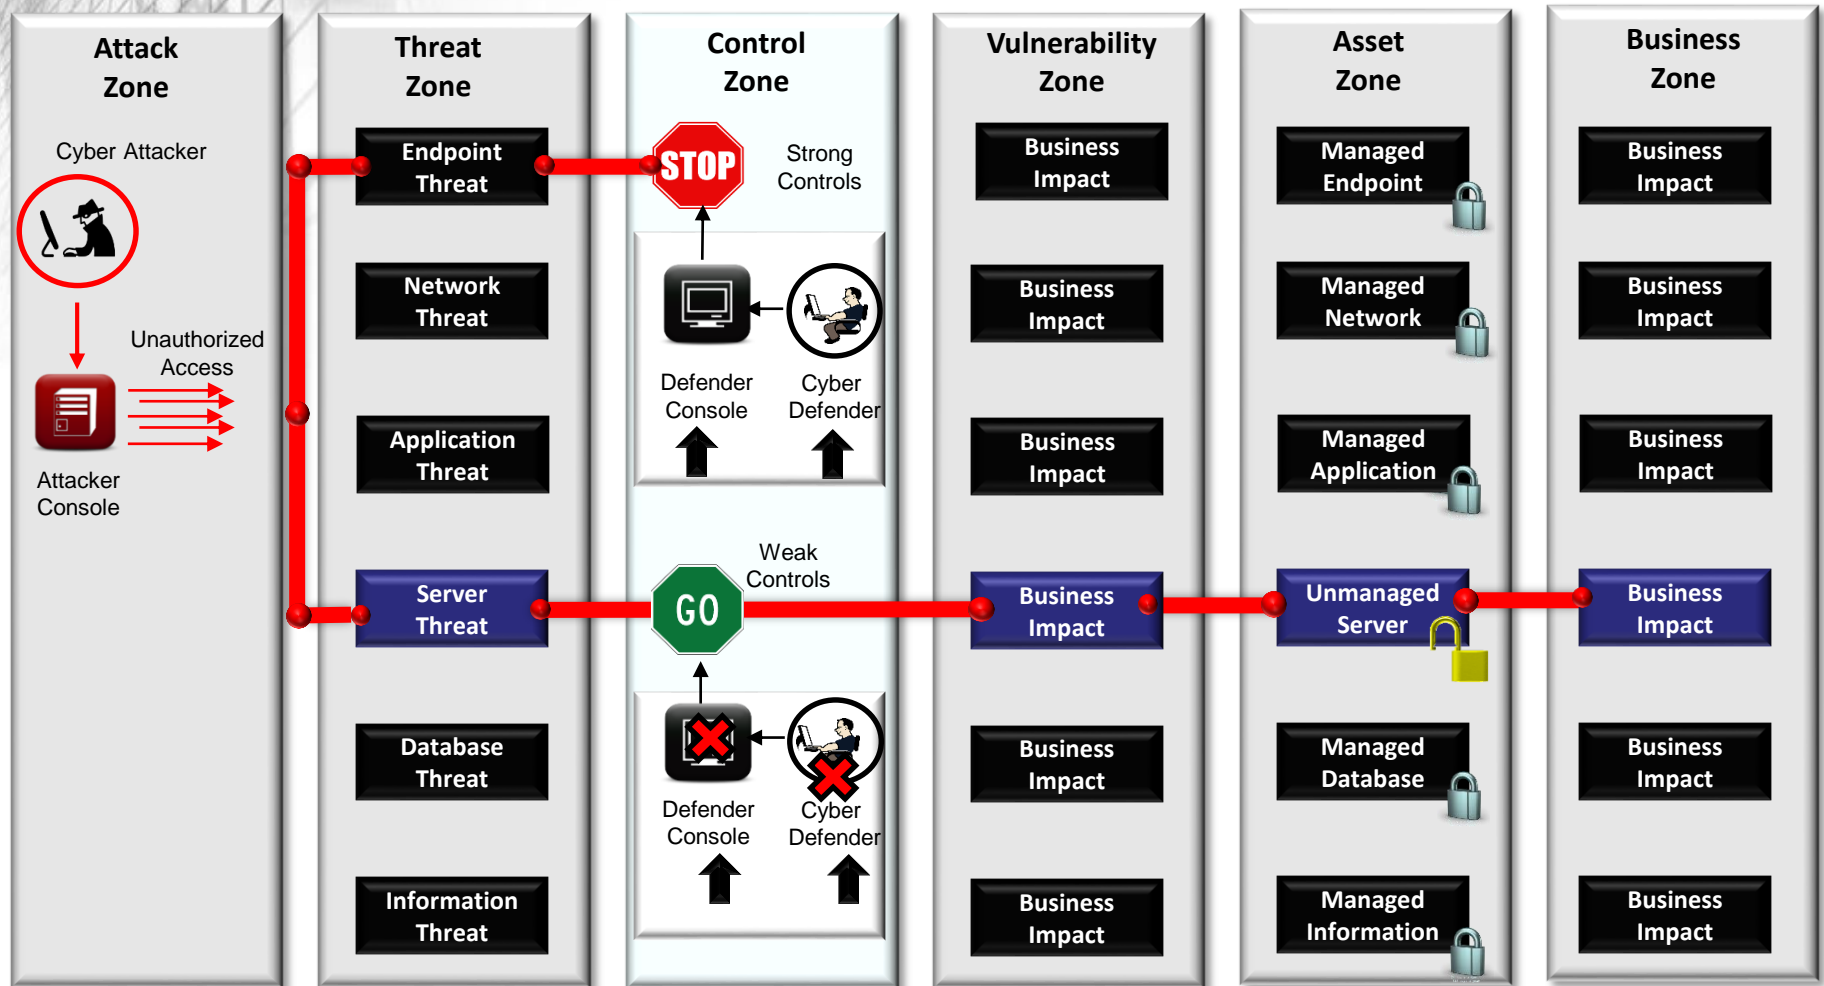 Attack
Zone
Cyber Attacker
Unauthorized
Access
Attacker
Console
Threat
Zone
Endpoint
Threat
Network
Threat
Application
Threat
Server
Threat
Database
Threat
Information
Threat
Control
Zone
STOP
Strong
Controls
Defender
Console
Cyber
Defender
Weak
Controls
GO
Defender
Console
Cyber
Defender
Vulnerability
Zone
Business
Impact
Business
Impact
Business
Impact
Business
Impact
Business
Impact
Business
Impact
Asset
Zone
Managed
Endpoint
Managed
Network
Managed
Application
Unmanaged
Server
Managed
Database
Managed
Information
Business
Zone
Business
Impact
Business
Impact
Business
Impact
Business
Impact
Business
Impact
Business
Impact